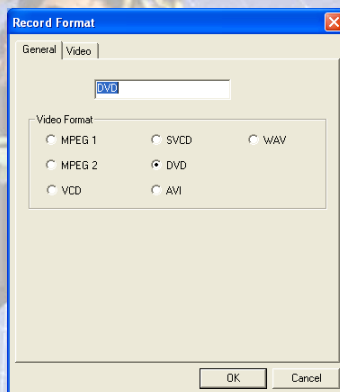 Record Format
General Video
DVD
Video Format
MPEG 1 SVCD WAV
MPEG 2 DVD
VCD AVI
OK Cancel